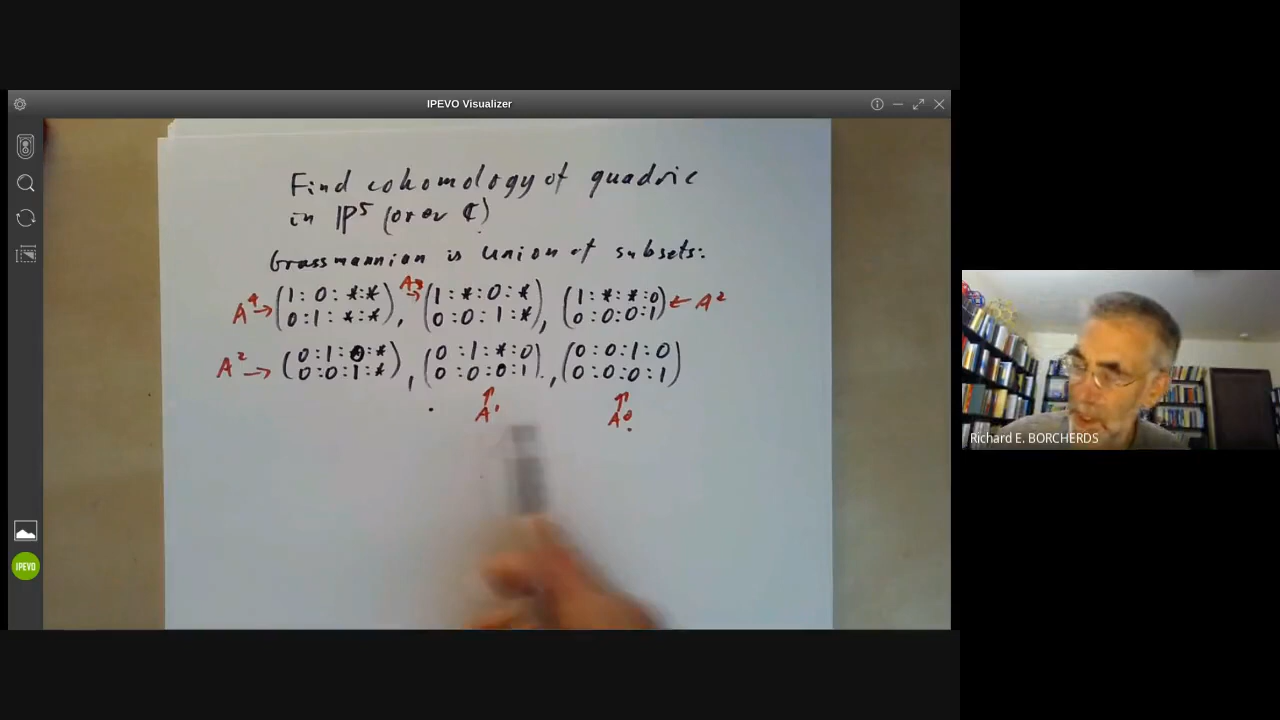 IPEVO Visualizer
Find cohomology of quadric
in ℙ⁵ (over ℂ)
Grassmannian is union of subsets:
A⁴ → (1 : 0 : * : * A³ → (1 : * : 0 : * (1 : * : * : 0) ← A²
0 : 1 : * : *), 0 : 0 : 1 : *), 0 : 0 : 0 : 1)
A² → (0 : 1 : 0 : * (0 : 1 : * : 0 (0 : 0 : 1 : 0
0 : 0 : 1 : *), 0 : 0 : 0 : 1), 0 : 0 : 0 : 1)
↑ ↑
A¹ A⁰
IPEVO
Richard E. BORCHERDS